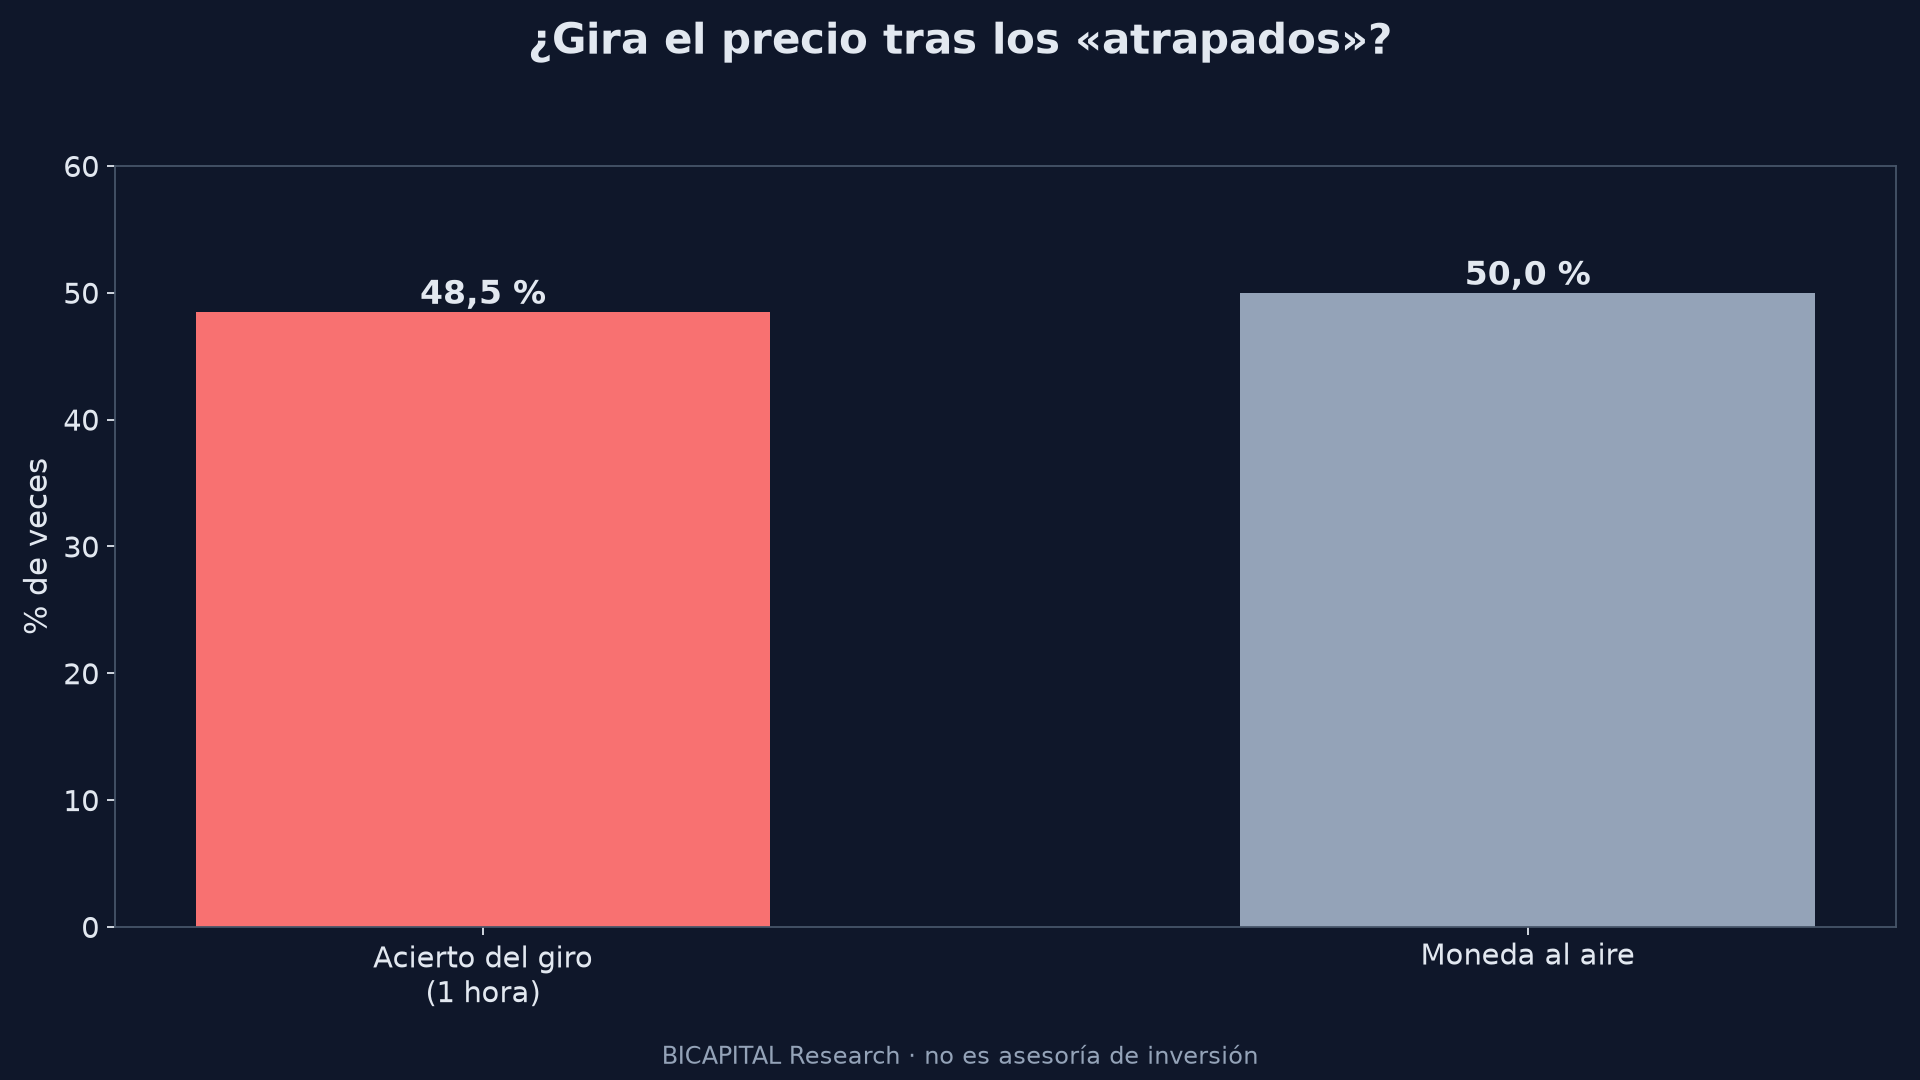 ¿Gira el precio tras los «atrapados»?
60
50
40
30
20
10
0
% de veces
48,5 %
50,0 %
Acierto del giro
(1 hora)
Moneda al aire
BICAPITAL Research · no es asesoría de inversión